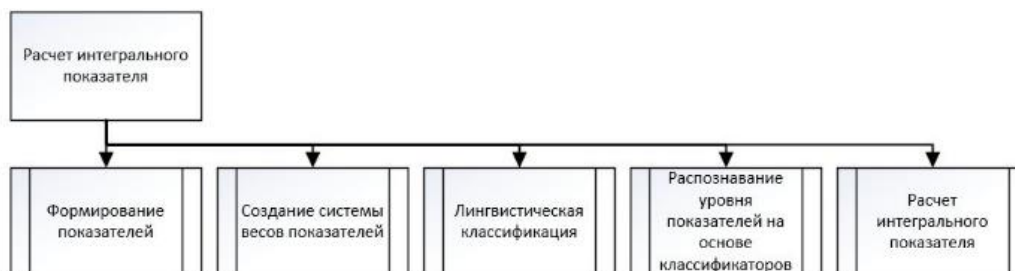 Расчет интегрального
показателя
Формирование
показателей
Создание системы
весов показателей
Лингвистическая
классификация
Распознавание
уровня
показателей на
основе
классификаторов
Расчет
интегрального
показателя